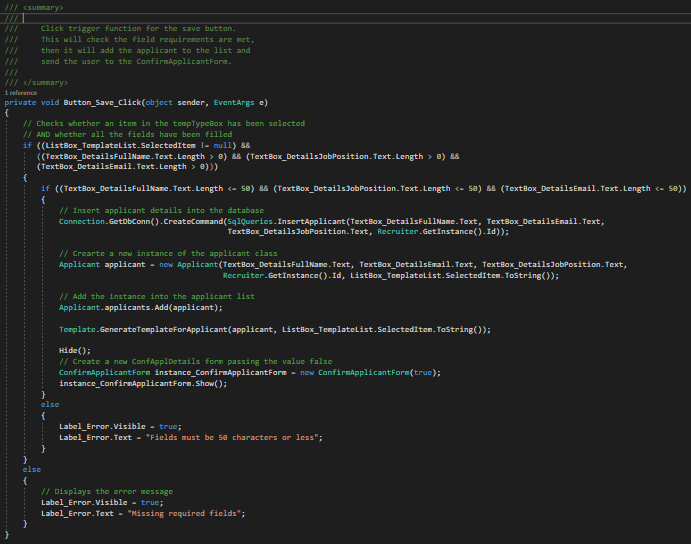 /// <summary>
///
///     Click trigger function for the save button.
///     This will check the field requirements are met,
///     then it will add the applicant to the list and
///     send the user to the ConfirmApplicantForm.
///
/// </summary>
1 reference
private void Button_Save_Click(object sender, EventArgs e)
{
    // Checks whether an item in the tempTypeBox has been selected
    // AND whether all the fields have been filled
    if ((ListBox_TemplateList.SelectedItem != null) &&
        ((TextBox_DetailsFullName.Text.Length > 0) && (TextBox_DetailsJobPosition.Text.Length > 0) &&
        (TextBox_DetailsEmail.Text.Length > 0)))
    {
        if ((TextBox_DetailsFullName.Text.Length <= 50) && (TextBox_DetailsJobPosition.Text.Length <= 50) && (TextBox_DetailsEmail.Text.Length <= 50))
        {
            // Insert applicant details into the database
            Connection.GetDbConn().CreateCommand(SqlQueries.InsertApplicant(TextBox_DetailsFullName.Text, TextBox_DetailsEmail.Text,
                                                 TextBox_DetailsJobPosition.Text, Recruiter.GetInstance().Id));

            // Crearte a new instance of the applicant class
            Applicant applicant = new Applicant(TextBox_DetailsFullName.Text, TextBox_DetailsEmail.Text, TextBox_DetailsJobPosition.Text,
                                                Recruiter.GetInstance().Id, ListBox_TemplateList.SelectedItem.ToString());

            // Add the instance into the applicant list
            Applicant.applicants.Add(applicant);

            Template.GenerateTemplateForApplicant(applicant, ListBox_TemplateList.SelectedItem.ToString());

            Hide();
            // Create a new ConfApplDetails form passing the value false
            ConfirmApplicantForm instance_ConfirmApplicantForm = new ConfirmApplicantForm(true);
            instance_ConfirmApplicantForm.Show();
        }
        else
        {
            Label_Error.Visible = true;
            Label_Error.Text = "Fields must be 50 characters or less";
        }
    }
    else
    {
        // Displays the error message
        Label_Error.Visible = true;
        Label_Error.Text = "Missing required fields";
    }
}